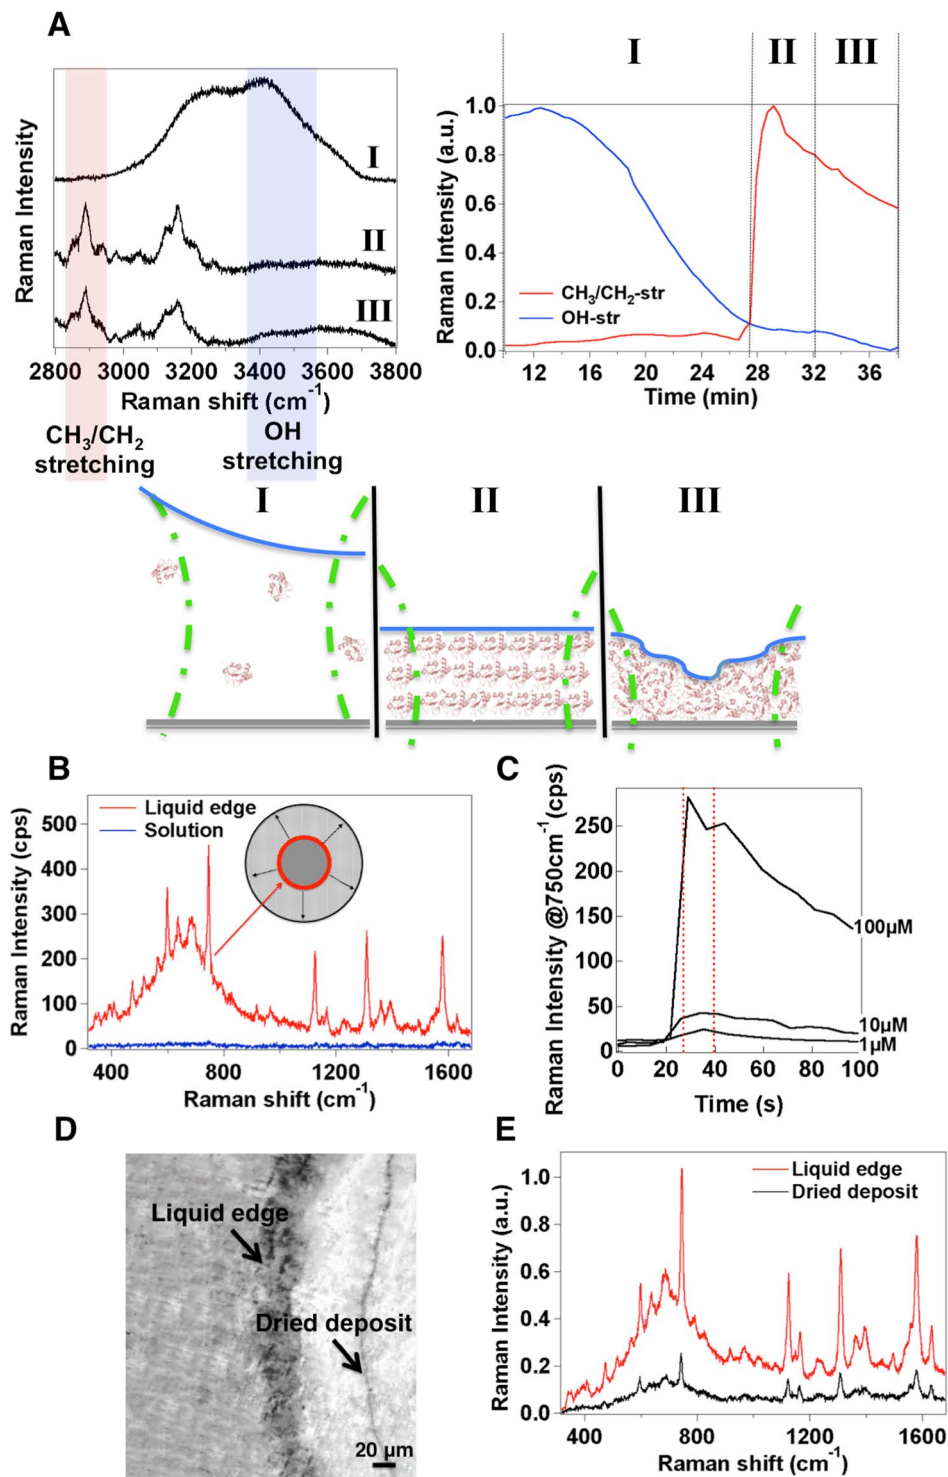 A
I II III
Raman Intensity
I
II
III
2800 3000 3200 3400 3600 3800
Raman shift (cm⁻¹)
CH₃/CH₂
stretching
OH
stretching
Raman Intensity (a.u.)
1.0
0.8
0.6
0.4
0.2
0.0
CH₃/CH₂-str
OH-str
12 16 20 24 28 32 36
Time (min)
I II III
B
Raman Intensity (cps)
500
400
300
200
100
0
Liquid edge
Solution
400 800 1200 1600
Raman shift (cm⁻¹)
C
Raman Intensity @750cm⁻¹(cps)
250
200
150
100
50
0
100µM
10µM
1µM
0 20 40 60 80 100
Time (s)
D
Liquid edge
Dried deposit
20 µm
E
Raman Intensity (a.u.)
1.0
0.8
0.6
0.4
0.2
0.0
Liquid edge
Dried deposit
400 800 1200 1600
Raman shift (cm⁻¹)